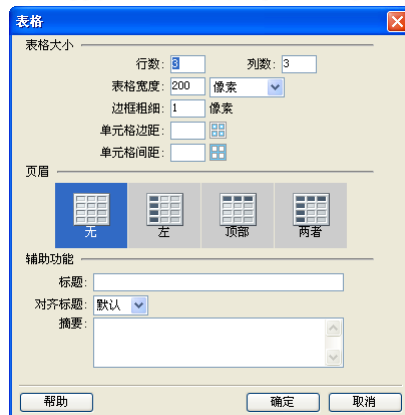 表格
表格大小
行数: 3 列数: 3
表格宽度: 200 像素
边框粗细: 1 像素
单元格边距:
单元格间距:
页眉
无 左 顶部 两者
辅助功能
标题:
对齐标题: 默认
摘要:
帮助 确定 取消